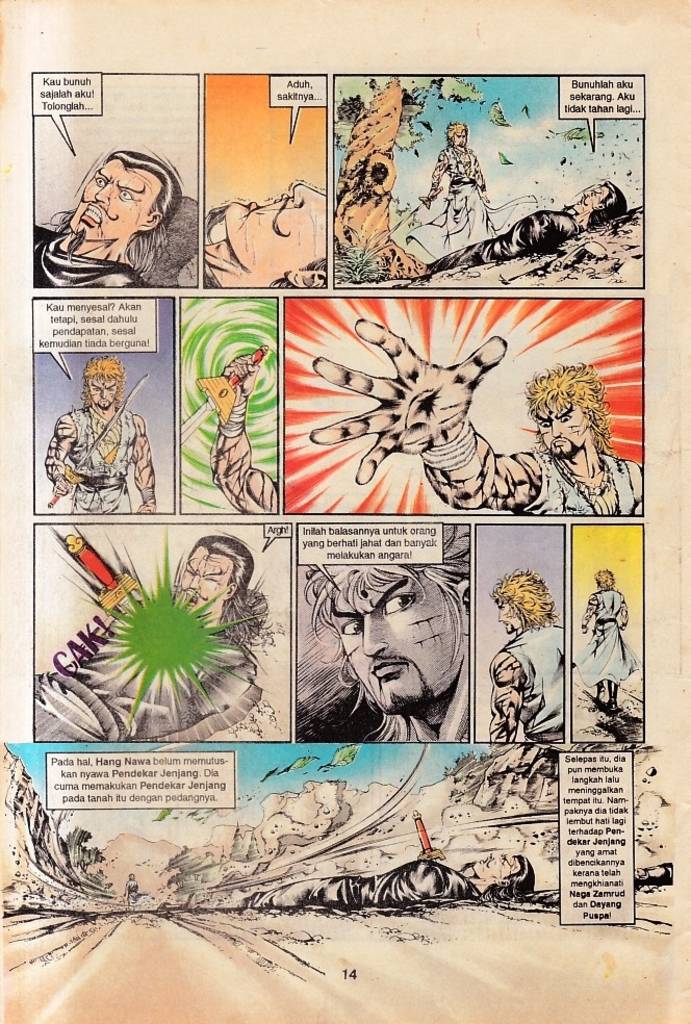 Kau bunuh
sajalah aku!
Tolonglah...
Aduh,
sakitnya...
Bunuhlah aku
sekarang. Aku
tidak tahan lagi...
Kau menyesal? Akan
tetapi, sesal dahulu
pendapatan, sesal
kemudian tiada berguna!
GAK!
Argh!
Inilah balasannya untuk orang
yang berhati jahat dan banyak
melakukan angara!
Pada hal, Hang Nawa belum memutus-
kan nyawa Pendekar Jenjang. Dia
cuma memakukan Pendekar Jenjang
pada tanah itu dengan pedangnya.
Selepas itu, dia
pun membuka
langkah lalu
meninggalkan
tempat itu. Nam-
paknya dia tidak
lembut hati lagi
terhadap Pen-
dekar Jenjang
yang amat
dibencikannya
kerana telah
mengkhianati
Naga Zamrud
dan Dayang
Puspa!
14